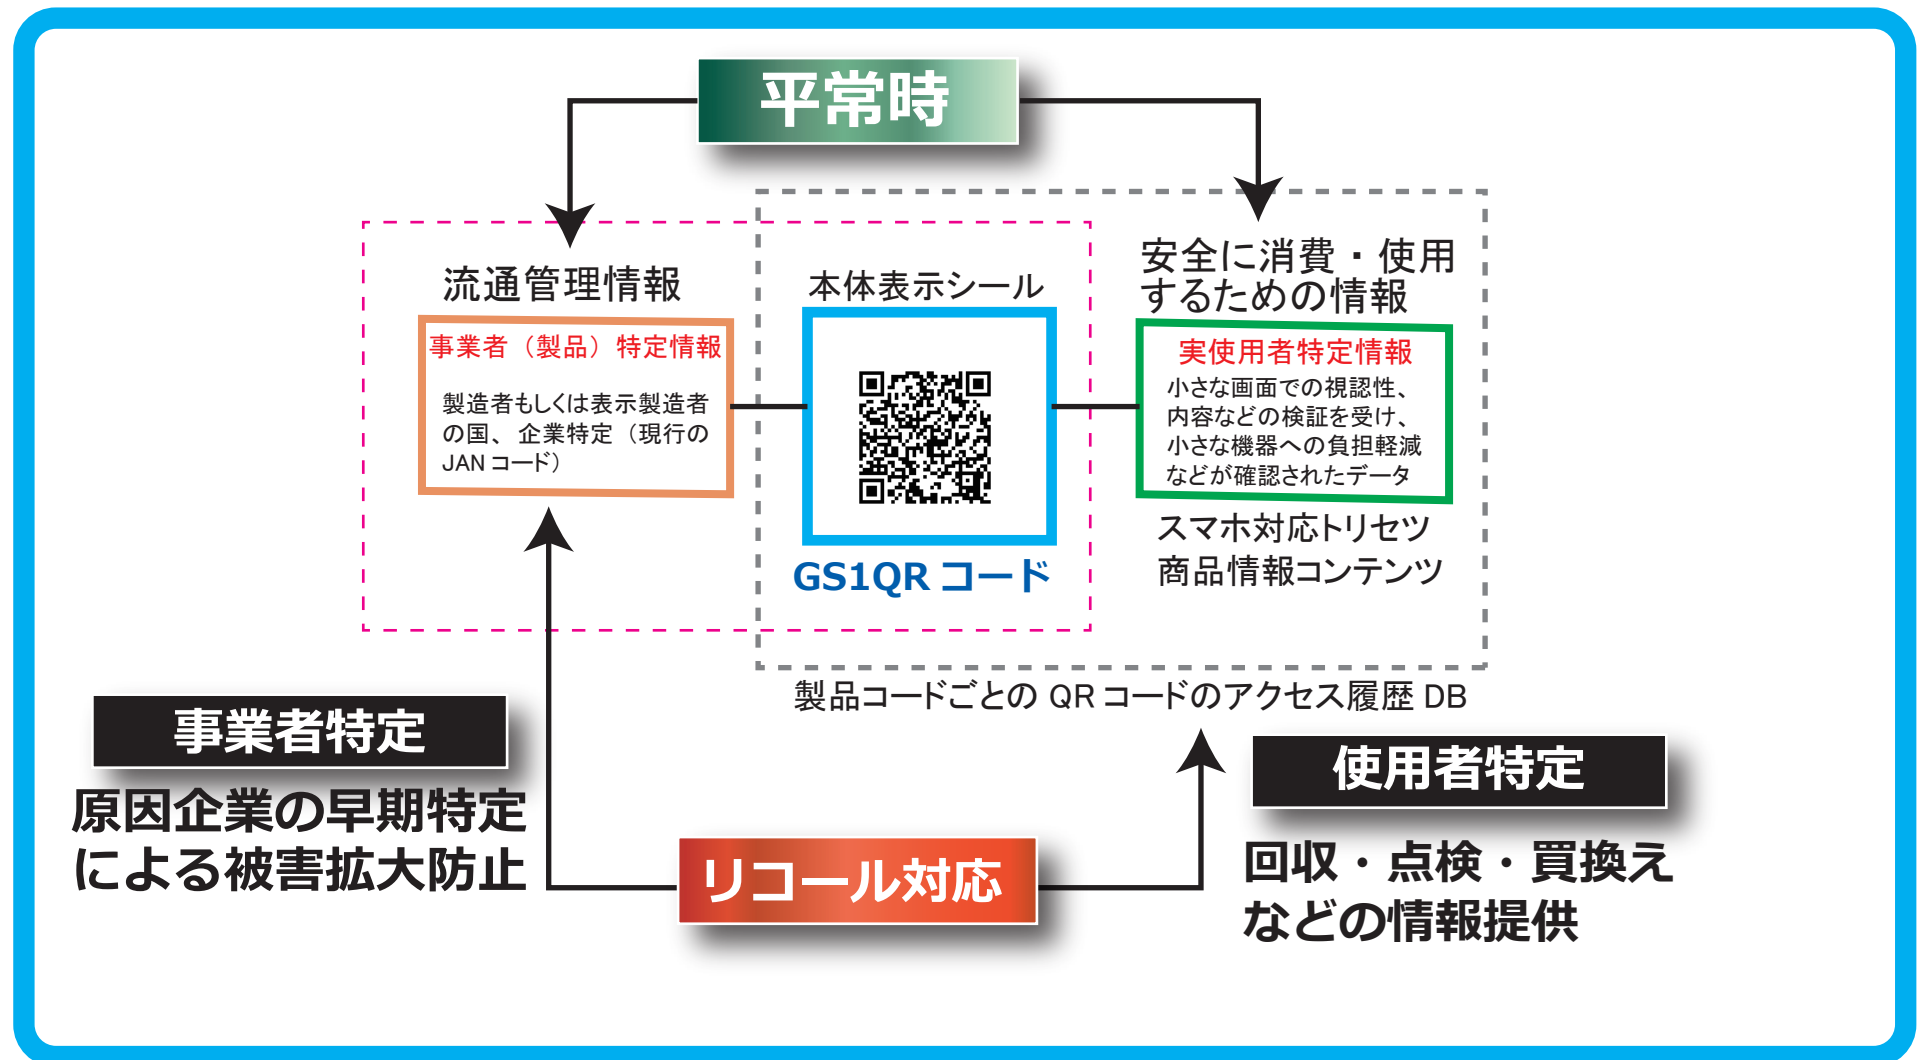 平常時
流通管理情報
事業者（製品）特定情報
製造者もしくは表示製造者
の国、企業特定（現行の
JANコード）
本体表示シール
GS1QRコード
安全に消費・使用
するための情報
実使用者特定情報
小さな画面での視認性、
内容などの検証を受け、
小さな機器への負担軽減
などが確認されたデータ
スマホ対応トリセツ
商品情報コンテンツ
製品コードごとの QRコードのアクセス履歴 DB
事業者特定
原因企業の早期特定
による被害拡大防止
リコール対応
使用者特定
回収・点検・買換え
などの情報提供